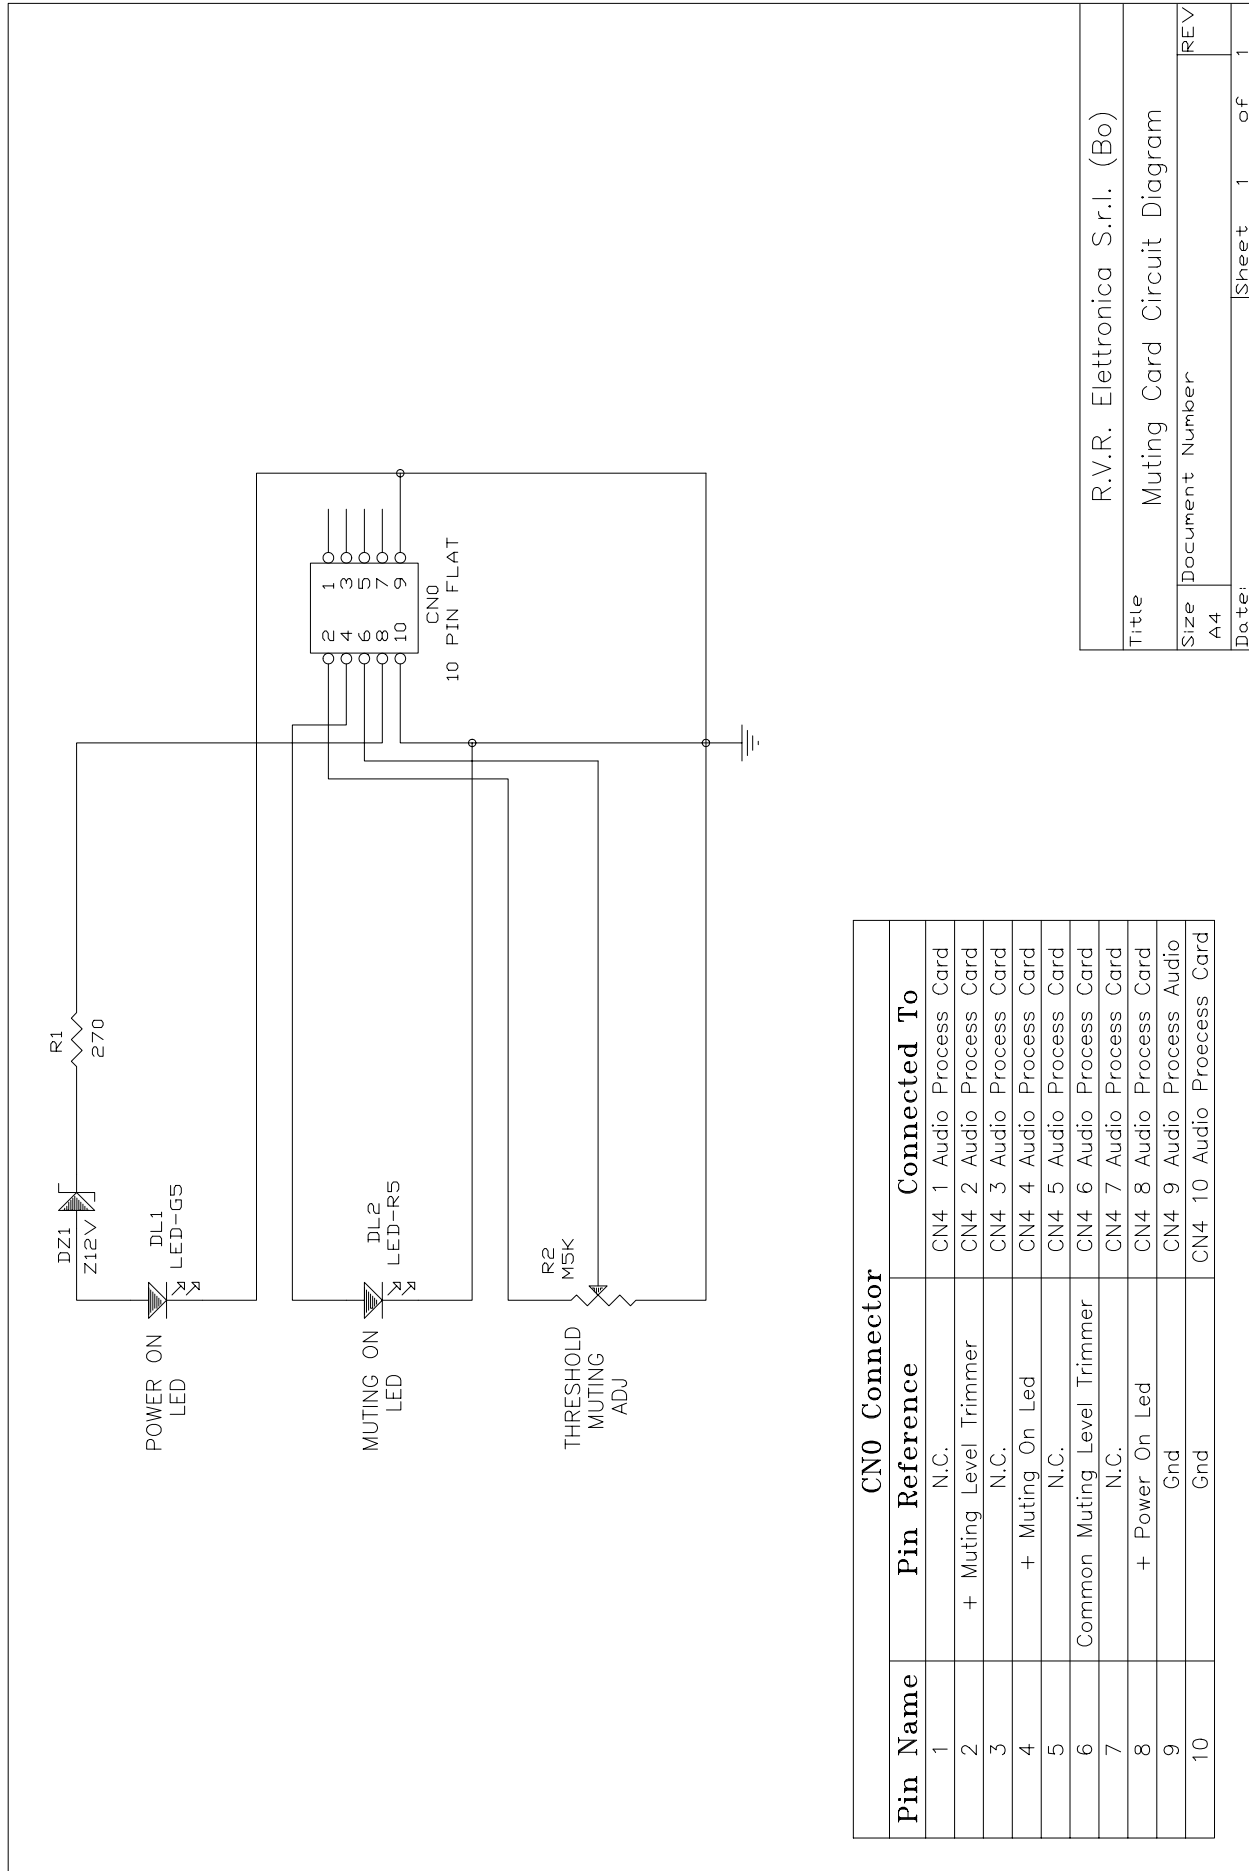 POWER ON
LED
DL1
LED-G5
DZ1
Z12V
R1
270
MUTING ON
LED
DL2
LED-R5
THRESHOLD
MUTING
ADJ
R2
M5K
2 1
4 3
6 5
8 7
10 9
CN0
10 PIN FLAT
CN0 Connector
Pin Name Pin Reference Connected To
1 N.C. CN4 1 Audio Process Card
2 + Muting Level Trimmer CN4 2 Audio Process Card
3 N.C. CN4 3 Audio Process Card
4 + Muting On Led CN4 4 Audio Process Card
5 N.C. CN4 5 Audio Process Card
6 Common Muting Level Trimmer CN4 6 Audio Process Card
7 N.C. CN4 7 Audio Process Card
8 + Power On Led CN4 8 Audio Process Card
9 Gnd CN4 9 Audio Process Audio
10 Gnd CN4 10 Audio Proecess Card
R.V.R. Elettronica S.r.l. (Bo)
Title
Muting Card Circuit Diagram
Size Document Number REV
A4
Date: Sheet 1 of 1